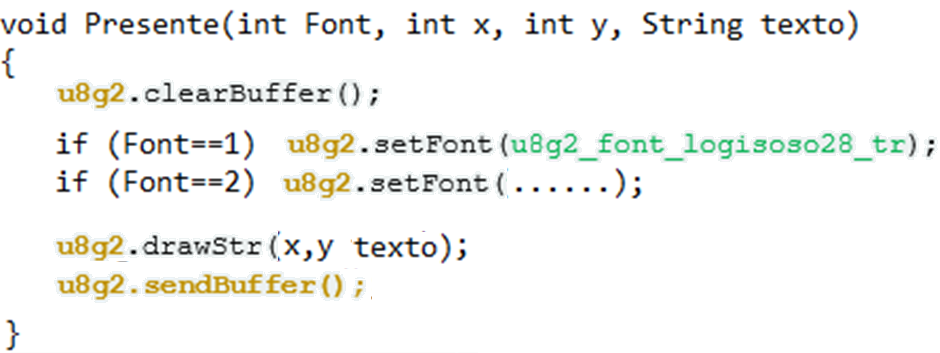 void Presente(int Font, int x, int y, String texto)
{
u8g2.clearBuffer();
if (Font==1) u8g2.setFont(u8g2_font_logisoso28_tr);
if (Font==2) u8g2.setFont(......);
u8g2.drawStr(x,y texto);
u8g2.sendBuffer();
}